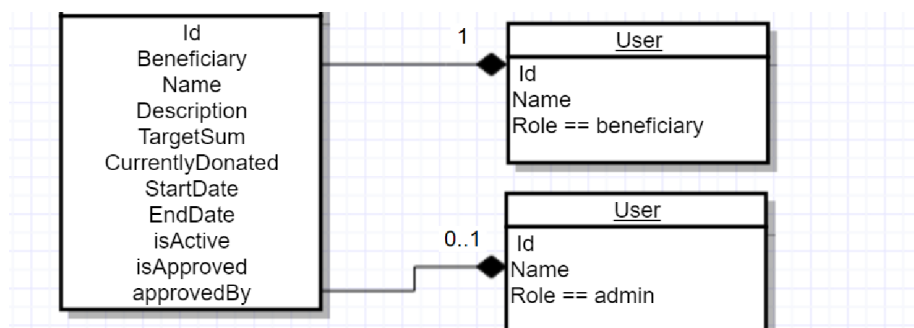 Id
Beneficiary
Name
Description
TargetSum
CurrentlyDonated
StartDate
EndDate
isActive
isApproved
approvedBy
1
User
Id
Name
Role == beneficiary
0..1
User
Id
Name
Role == admin